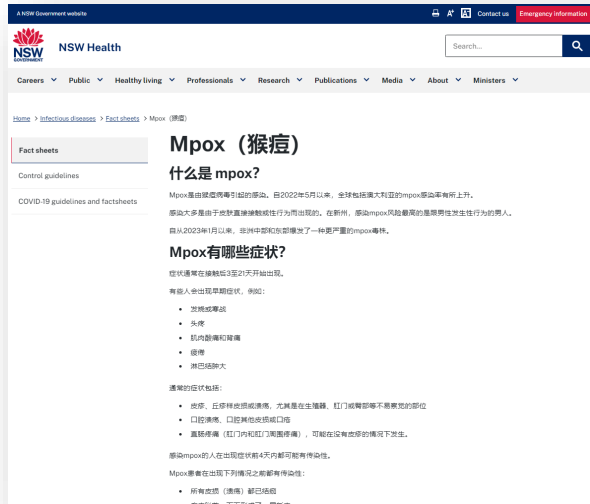 A NSW Government website
Contact us
Emergency information
NSW
GOVERNMENT
NSW Health
Search...
Careers Public Healthy living Professionals Research Publications Media About Ministers
Home > Infectious diseases > Fact sheets > Mpox (猴痘)
Fact sheets
Control guidelines
COVID-19 guidelines and factsheets
Mpox（猴痘）
什么是 mpox?
Mpox是由猴痘病毒引起的感染。自2022年5月以来，全球包括澳大利亚的mpox感染率有所上升。
感染大多是由于皮肤直接接触或性行为而出现的。在新州，感染mpox风险最高的是跟男性发生性行为的男人。
自从2023年1月以来，非洲中部和东部爆发了一种更严重的mpox毒株。
Mpox有哪些症状?
症状通常在接触后3至21天开始出现。
有些人会出现早期症状，例如：
• 发烧或寒战
• 头疼
• 肌肉酸痛和背痛
• 疲倦
• 淋巴结肿大
通常的症状包括：
• 皮疹、丘疹样皮损或溃疡，尤其是在生殖器、肛门或臀部等不易察觉的部位
• 口腔溃疡、口腔其他皮损或口疮
• 直肠疼痛（肛门内和肛门周围疼痛），可能在没有皮疹的情况下发生。
感染mpox的人在出现症状前4天内都可能有传染性。
Mpox患者在出现下列情况之前都有传染性：
• 所有皮损（溃疡）都已结痂